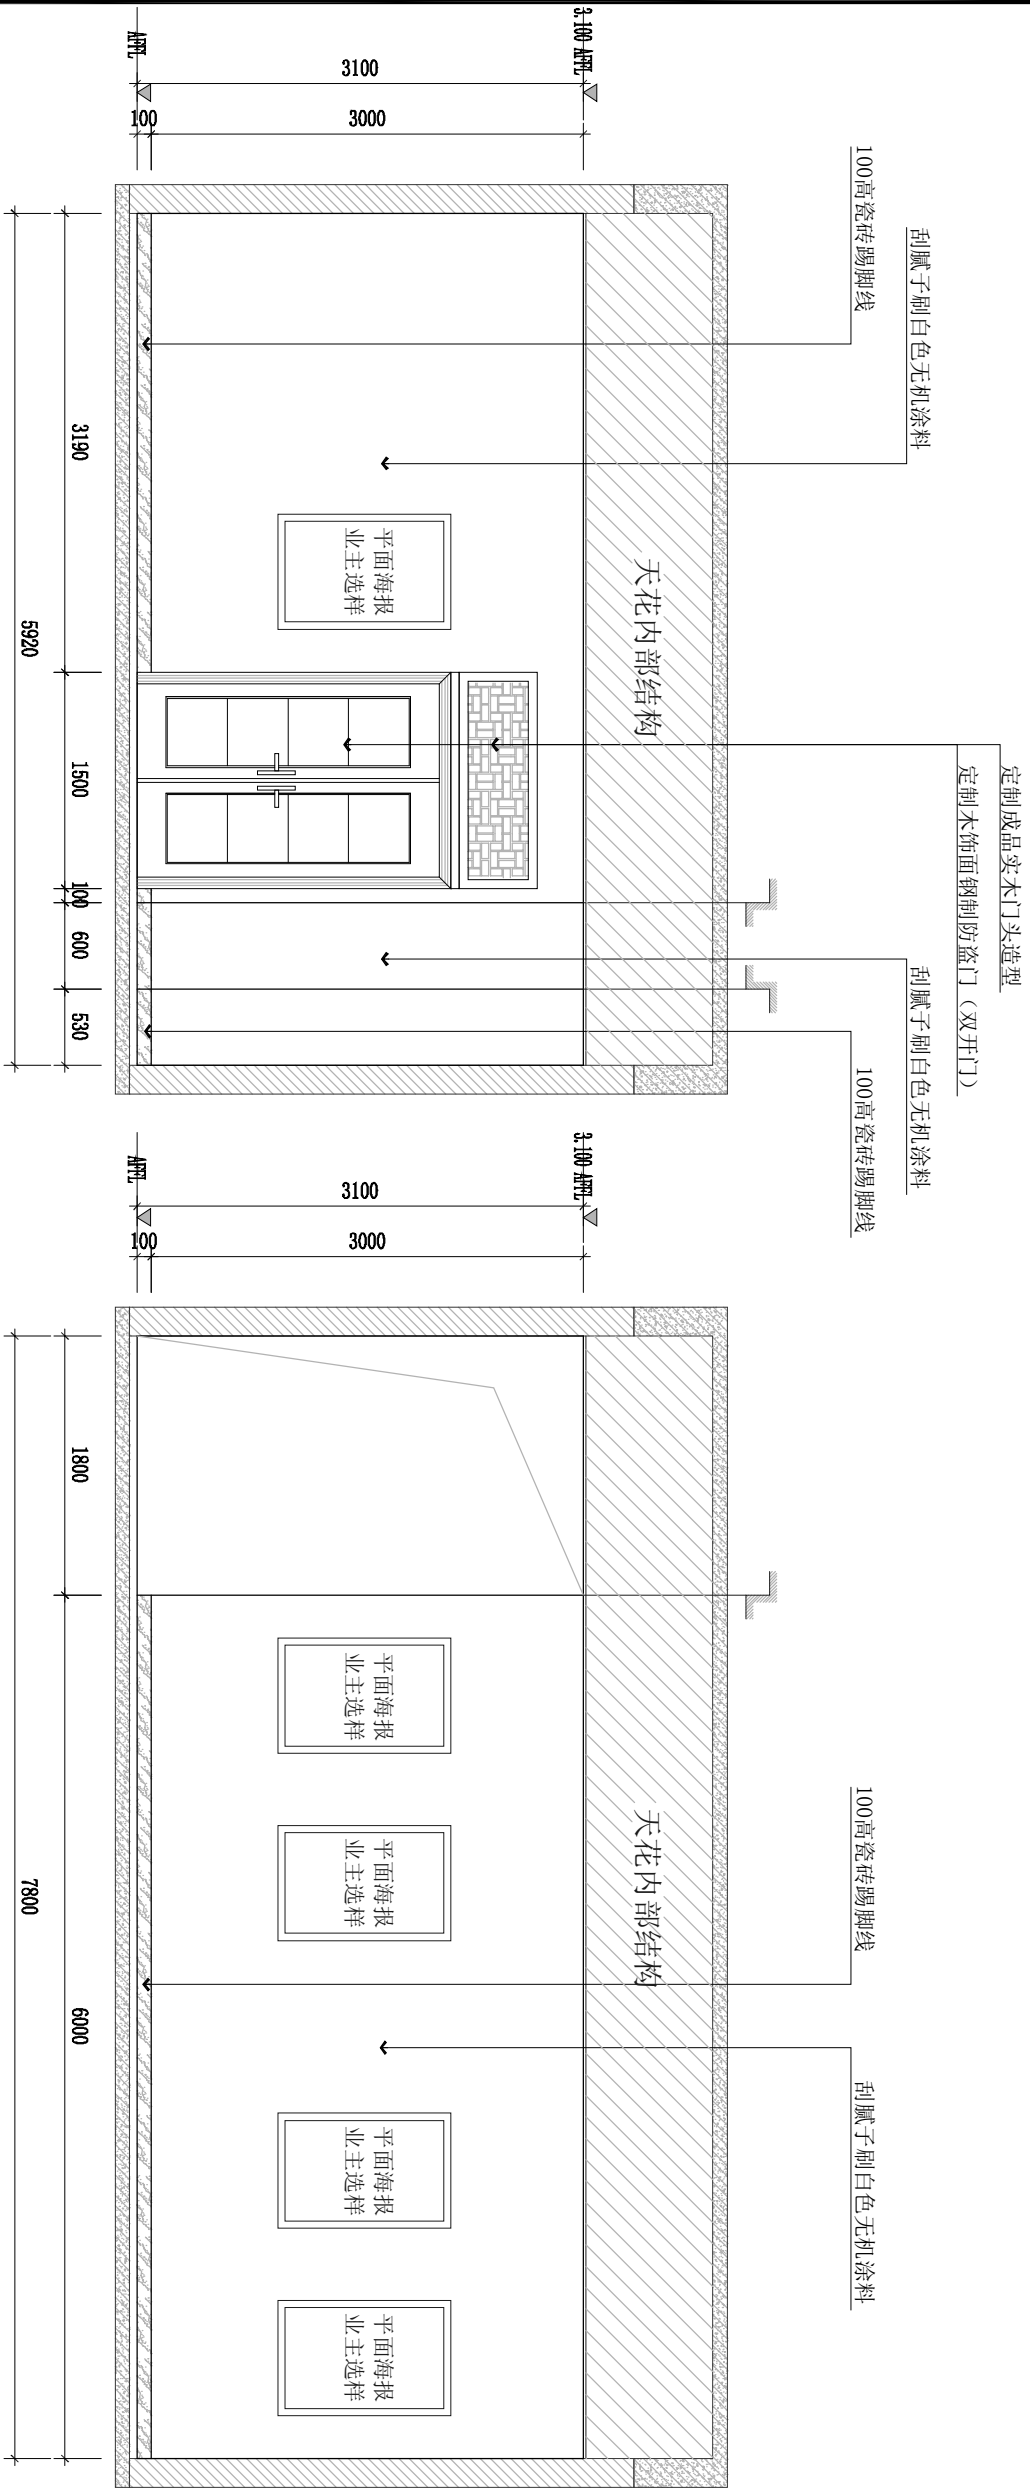 定制成品实木门头造型
定制木饰面钢制防盗门（双开门）
刮腻子刷白色无机涂料
刮腻子刷白色无机涂料
100高瓷砖踢脚线
100高瓷砖踢脚线
天花内部结构
3.100 AFFL
3100
3000
100
AFFL
平面海报
业主选样
3190
1500
100
600
530
5920
100高瓷砖踢脚线
刮腻子刷白色无机涂料
天花内部结构
3.100 AFFL
3100
3000
100
AFFL
平面海报
业主选样
平面海报
业主选样
平面海报
业主选样
平面海报
业主选样
1800
6000
7800